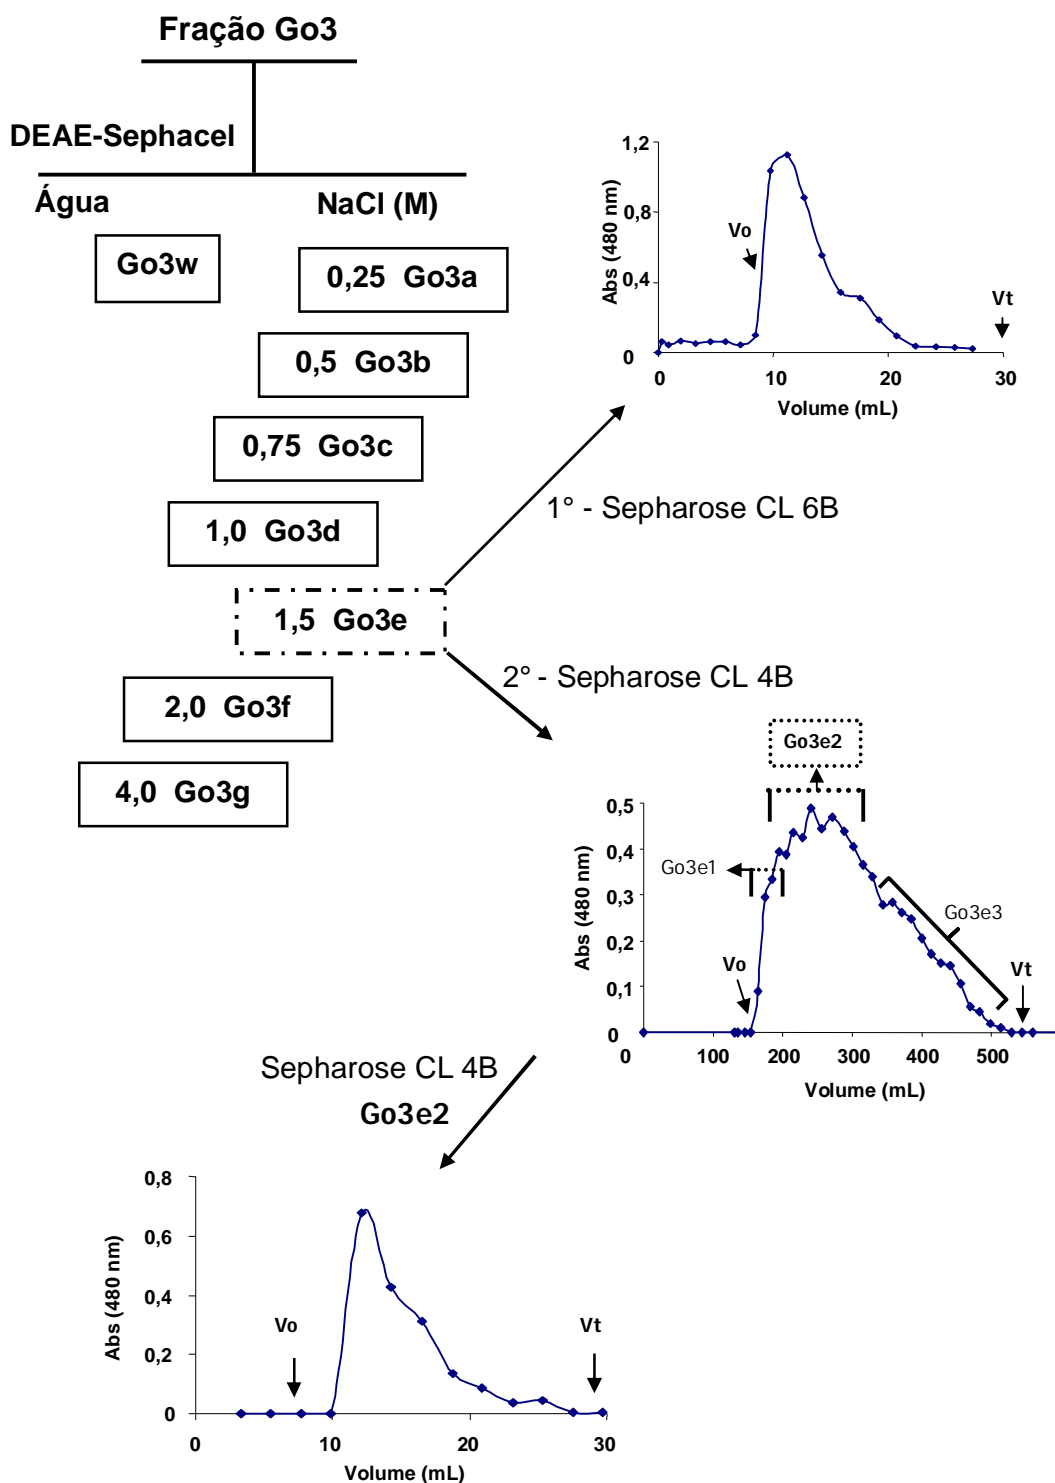 Fração Go3
DEAE-Sephacel
Água
NaCl (M)
Go3w
0,25 Go3a
0,5 Go3b
0,75 Go3c
1,0 Go3d
1,5 Go3e
2,0 Go3f
4,0 Go3g
1° - Sepharose CL 6B
2° - Sepharose CL 4B
Abs (480 nm)
1,2
0,8
0,4
0
Vo
Vt
0 10 20 30
Volume (mL)
Go3e2
Go3e1
Go3e3
Abs (480 nm)
0,5
0,4
0,3
0,2
0,1
0
Vo
Vt
0 100 200 300 400 500
Volume (mL)
Sepharose CL 4B
Go3e2
Abs (480 nm)
0,8
0,6
0,4
0,2
0
Vo
Vt
0 10 20 30
Volume (mL)